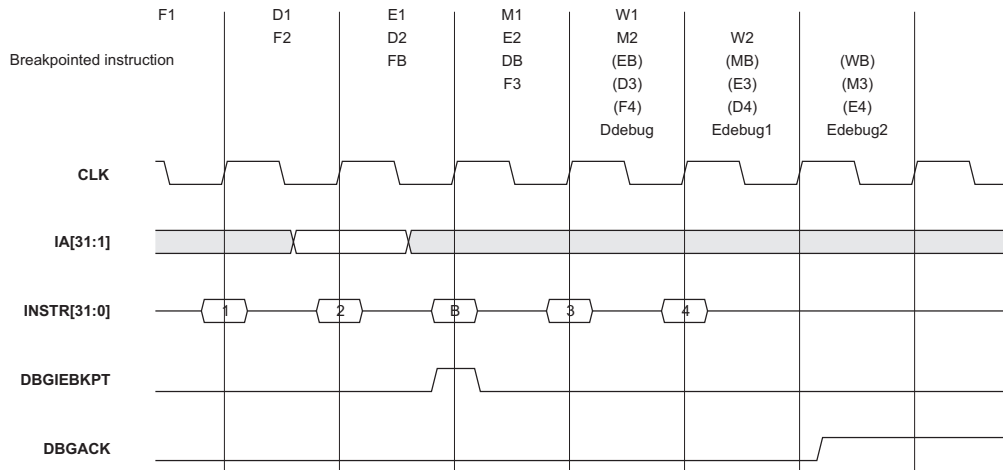 F1 D1 E1 M1 W1
F2 D2 E2 M2 W2
Breakpointed instruction FB DB (EB) (MB) (WB)
F3 (D3) (E3) (M3)
(F4) (D4) (E4)
Ddebug Edebug1 Edebug2
CLK
IA[31:1]
INSTR[31:0] 1 2 B 3 4
DBGIEBKPT
DBGACK